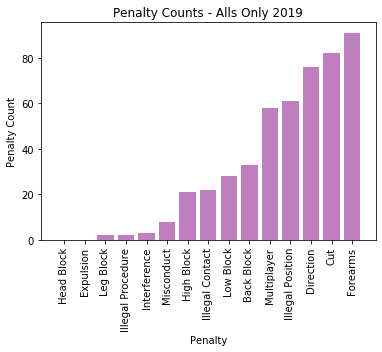 Penalty Counts - Alls Only 2019
Penalty Count
80
60
40
20
0
Head Block
Expulsion
Leg Block
Illegal Procedure
Interference
Misconduct
High Block
Illegal Contact
Low Block
Back Block
Multiplayer
Illegal Position
Direction
Cut
Forearms
Penalty